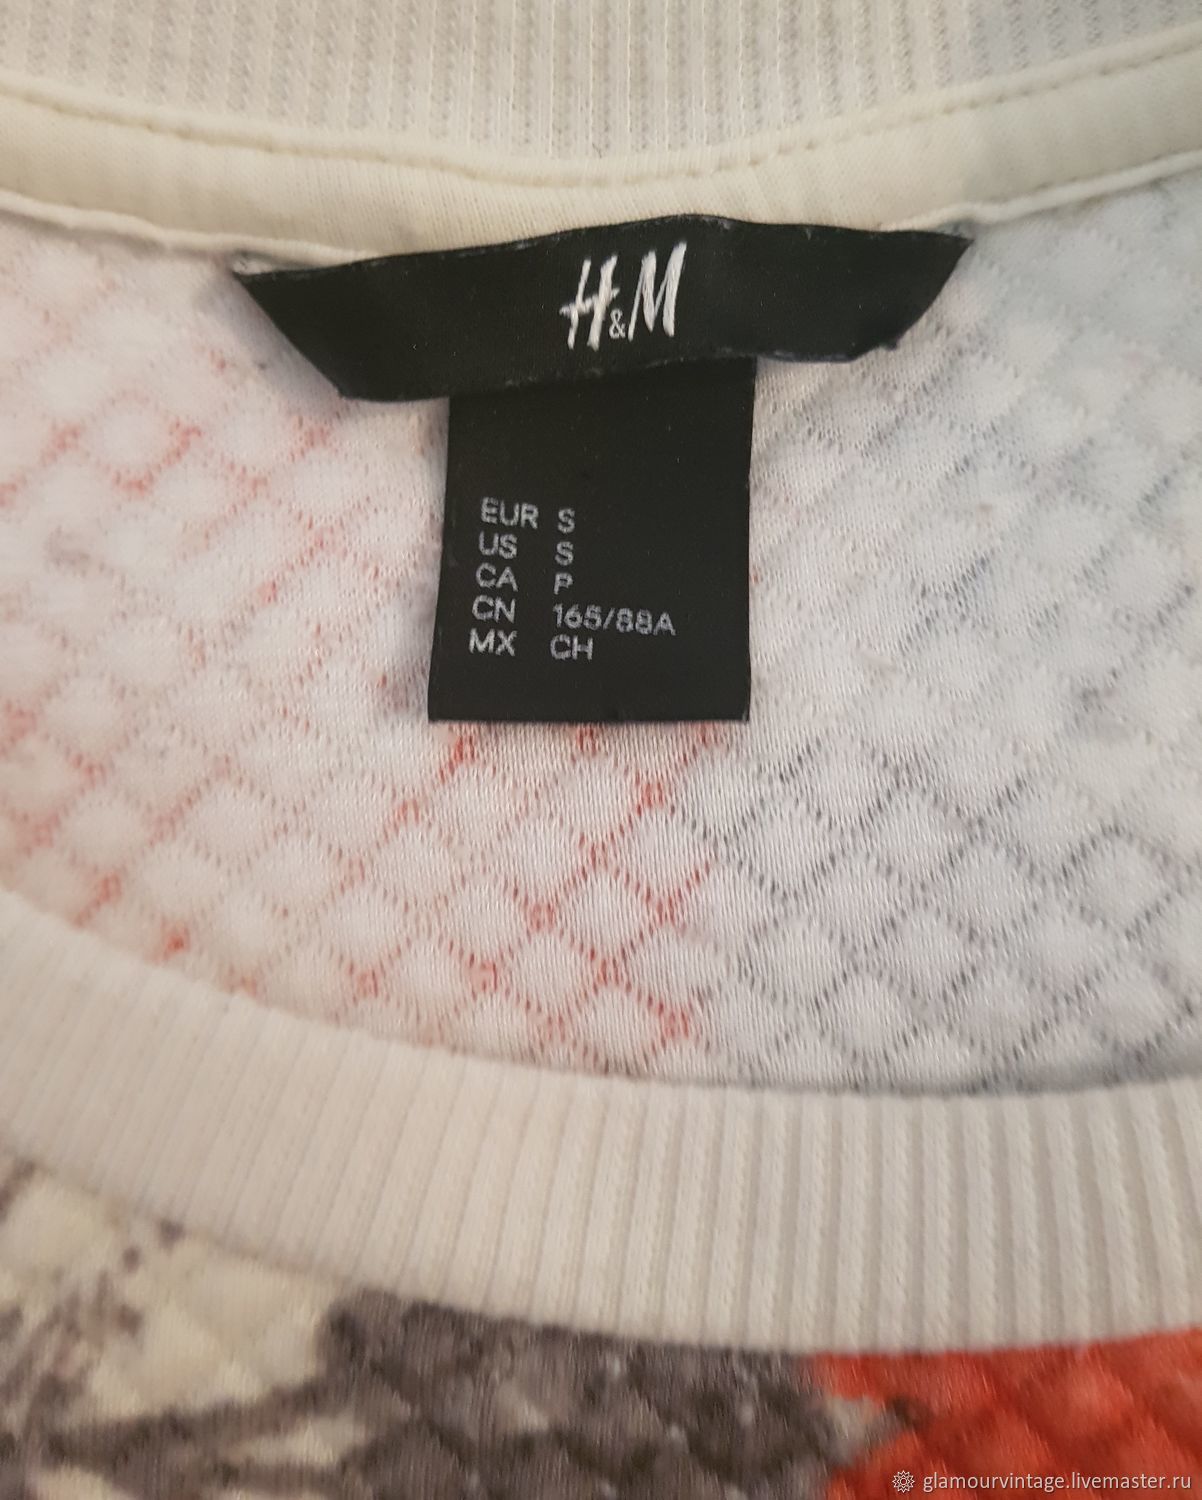 H&M
EUR S
US S
CA P
CN 165/88A
MX CH
glamourvintage.livemaster.ru